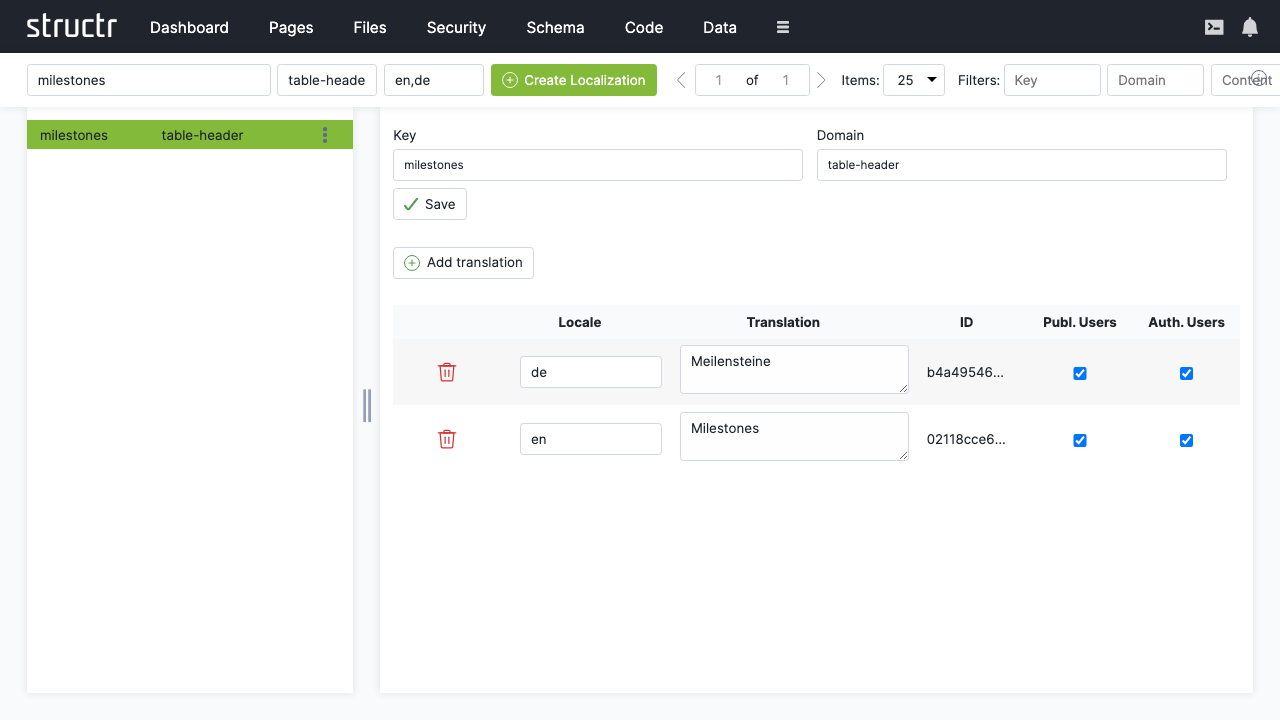 structr
Dashboard
Pages
Files
Security
Schema
Code
Data
milestones
table-heade
en,de
Create Localization
1 of 1
Items:
25
Filters:
Key
Domain
Content
milestones table-header
Key
Domain
milestones
table-header
Save
Add translation
Locale Translation ID Publ. Users Auth. Users
de Meilensteine b4a49546...
en Milestones 02118cce6...